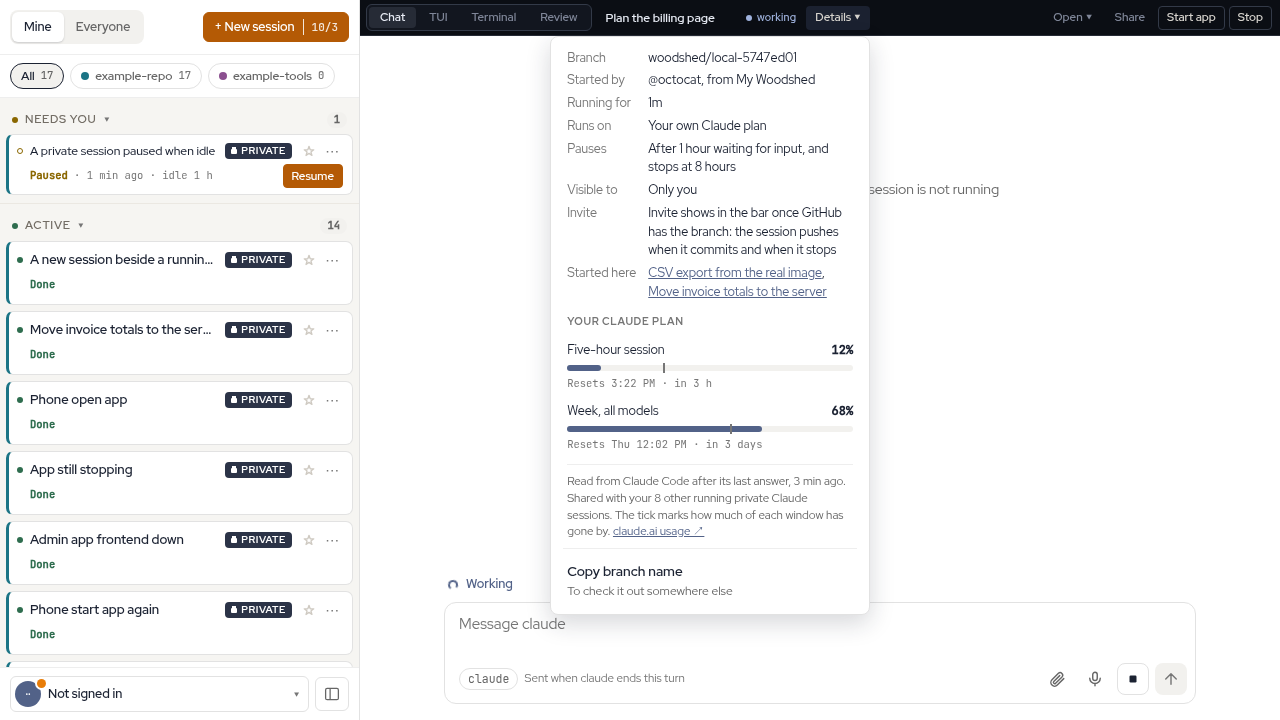 Mine
Everyone
+ New session
10/3
Chat
TUI
Terminal
Review
Plan the billing page
working
Details ▾
Open ▾
Share
Start app
Stop
All 17
example-repo 17
example-tools 0
NEEDS YOU ▾
1
A private session paused when idle
PRIVATE
Paused · 1 min ago · idle 1 h
Resume
ACTIVE ▾
14
A new session beside a runnin...
PRIVATE
Done
Move invoice totals to the ser...
PRIVATE
Done
Phone open app
PRIVATE
Done
App still stopping
PRIVATE
Done
Admin app frontend down
PRIVATE
Done
Phone start app again
PRIVATE
Done
Not signed in
Branch
woodshed/local-5747ed01
Started by
@octocat, from My Woodshed
Running for
1m
Runs on
Your own Claude plan
Pauses
After 1 hour waiting for input, and
stops at 8 hours
Visible to
Only you
Invite
Invite shows in the bar once GitHub
has the branch: the session pushes
when it commits and when it stops
Started here
CSV export from the real image,
Move invoice totals to the server
YOUR CLAUDE PLAN
Five-hour session
12%
Resets 3:22 PM · in 3 h
Week, all models
68%
Resets Thu 12:02 PM · in 3 days
Read from Claude Code after its last answer, 3 min ago.
Shared with your 8 other running private Claude
sessions. The tick marks how much of each window has
gone by. claude.ai usage ↗
Copy branch name
To check it out somewhere else
session is not running
Working
Message claude
claude
Sent when claude ends this turn